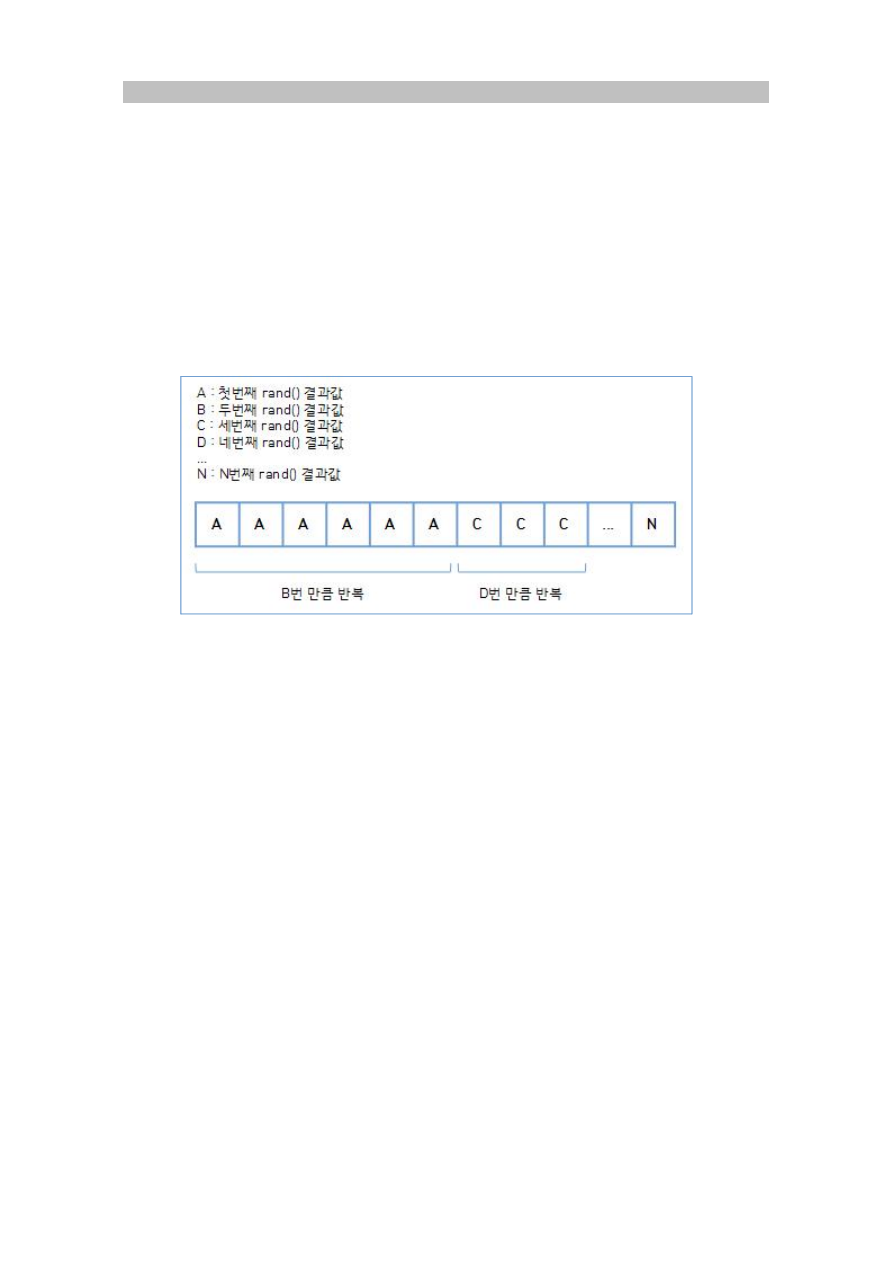 A : 첫번째 rand() 결과값
B : 두번째 rand() 결과값
C : 세번째 rand() 결과값
D : 네번째 rand() 결과값
...
N : N번째 rand() 결과값
A A A A A A C C C ... N
B번 만큼 반복 D번 만큼 반복